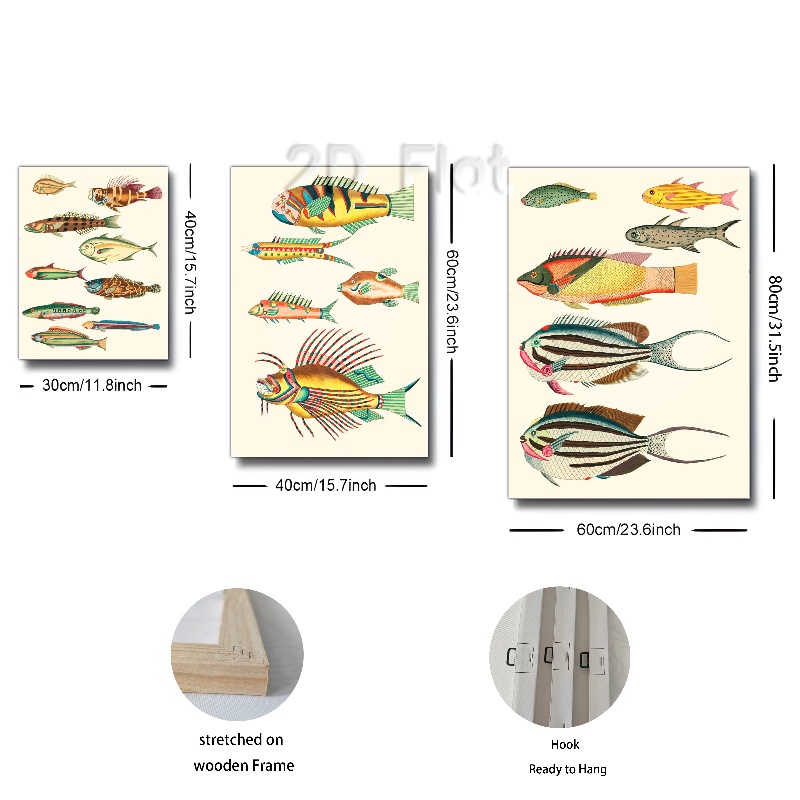 2D Flat
40cm/15.7inch
30cm/11.8inch
60cm/23.6inch
40cm/15.7inch
80cm/31.5inch
60cm/23.6inch
stretched on
wooden Frame
Hook
Ready to Hang